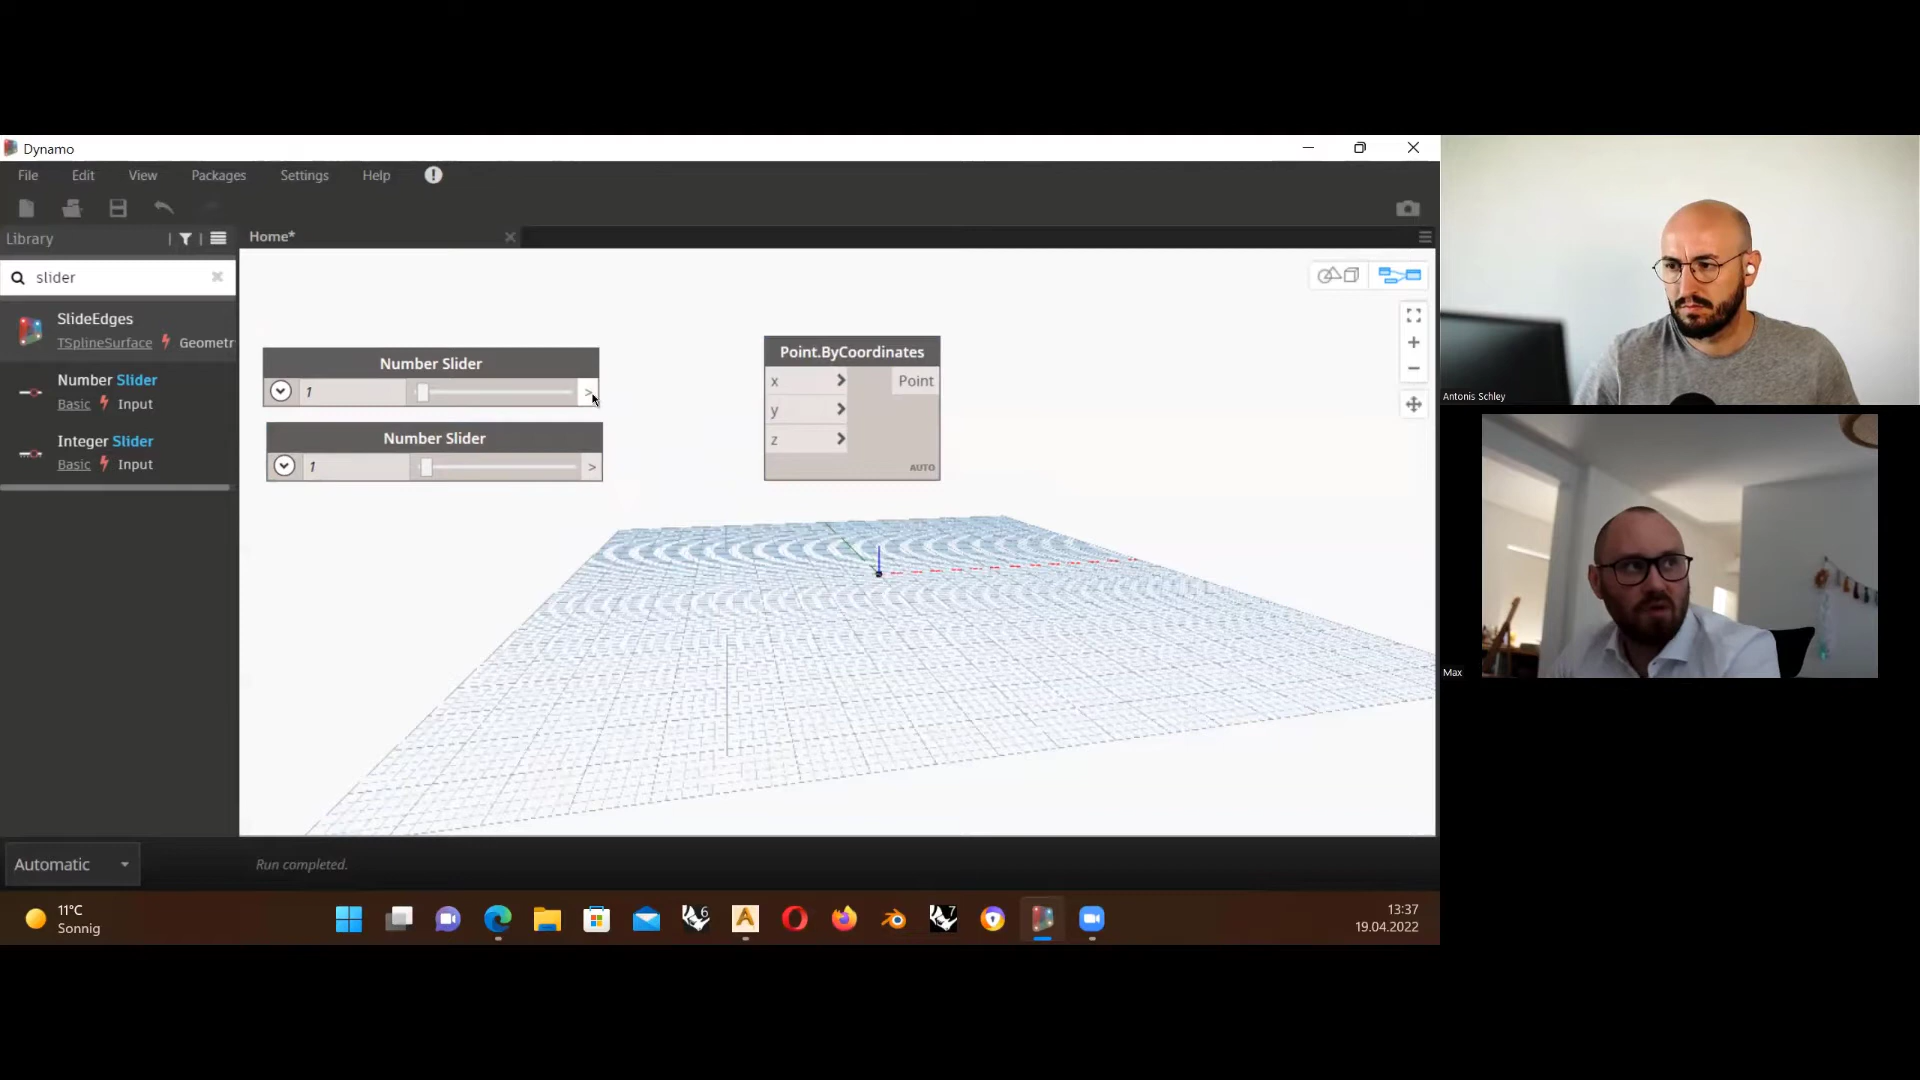 Dynamo
File Edit View Packages Settings Help
Library
Home*
slider
SlideEdges
TSplineSurface Geometr
Number Slider
Basic Input
Integer Slider
Basic Input
Number Slider
1 >
Number Slider
1 >
Point.ByCoordinates
x > Point
y >
z >
AUTO
Automatic
Run completed.
11°C
Sonnig
6
7
13:37
19.04.2022
Antonis Schley
Max